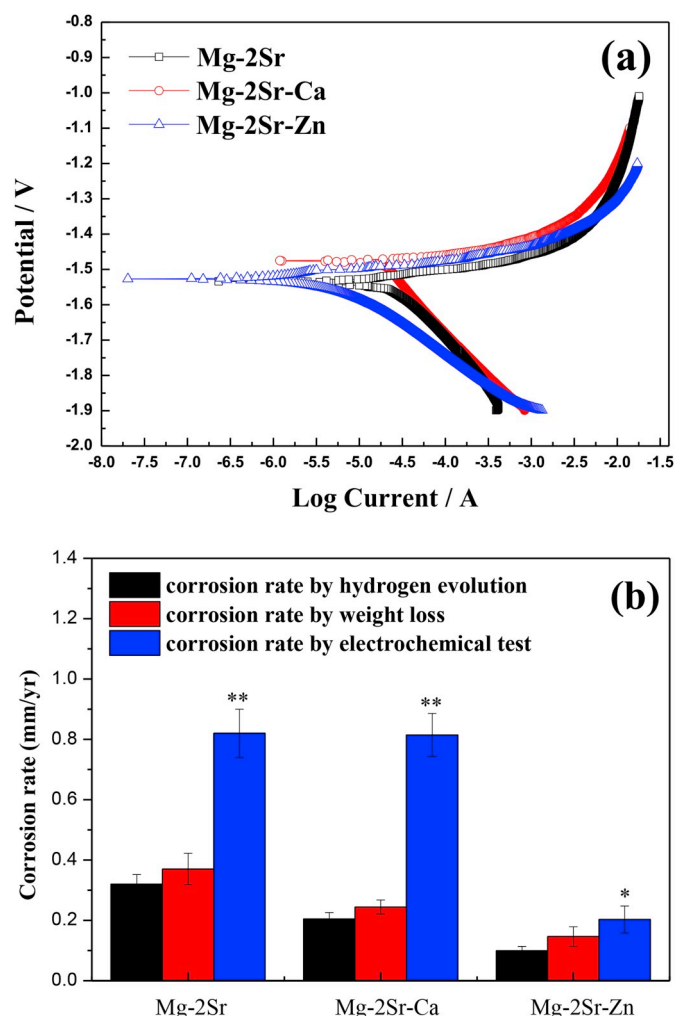 (a)
Mg-2Sr
Mg-2Sr-Ca
Mg-2Sr-Zn
-0.8
-0.9
-1.0
-1.1
-1.2
-1.3
-1.4
-1.5
-1.6
-1.7
-1.8
-1.9
-2.0
Potential / V
-8.0 -7.5 -7.0 -6.5 -6.0 -5.5 -5.0 -4.5 -4.0 -3.5 -3.0 -2.5 -2.0 -1.5
Log Current / A
(b)
corrosion rate by hydrogen evolution
corrosion rate by weight loss
corrosion rate by electrochemical test
1.4
1.2
1.0
0.8
0.6
0.4
0.2
0.0
Corrosion rate (mm/yr)
** ** *
Mg-2Sr Mg-2Sr-Ca Mg-2Sr-Zn